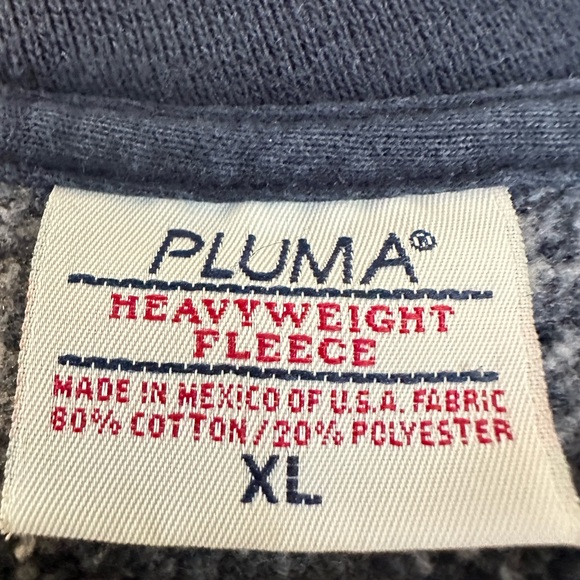 PLUMA®
HEAVYWEIGHT
FLEECE
MADE IN MEXICO OF U.S.A. FABRIC
80% COTTON/20% POLYESTER
XL